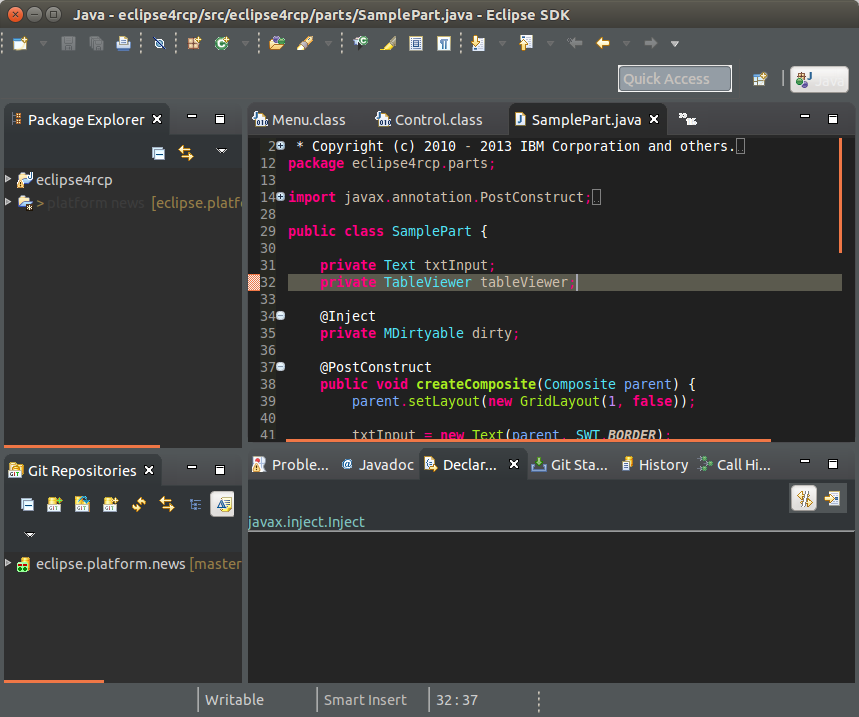 Java - eclipse4rcp/src/eclipse4rcp/parts/SamplePart.java - Eclipse SDK
Quick Access
Java
Package Explorer
eclipse4rcp
> platform news [eclipse.platfo
Menu.class Control.class SamplePart.java
2 * Copyright (c) 2010 - 2013 IBM Corporation and others.
12 package eclipse4rcp.parts;
13
14 import javax.annotation.PostConstruct;
28
29 public class SamplePart {
30
31 private Text txtInput;
32 private TableViewer tableViewer;
33
34 @Inject
35 private MDirtyable dirty;
36
37 @PostConstruct
38 public void createComposite(Composite parent) {
39 parent.setLayout(new GridLayout(1, false));
40
41 txtInput = new Text(parent, SWT.BORDER);
Git Repositories
GIT GIT GIT
eclipse.platform.news [master
Proble... @ Javadoc Declar... Git Sta... History Call Hi...
javax.inject.Inject
Writable Smart Insert 32 : 37